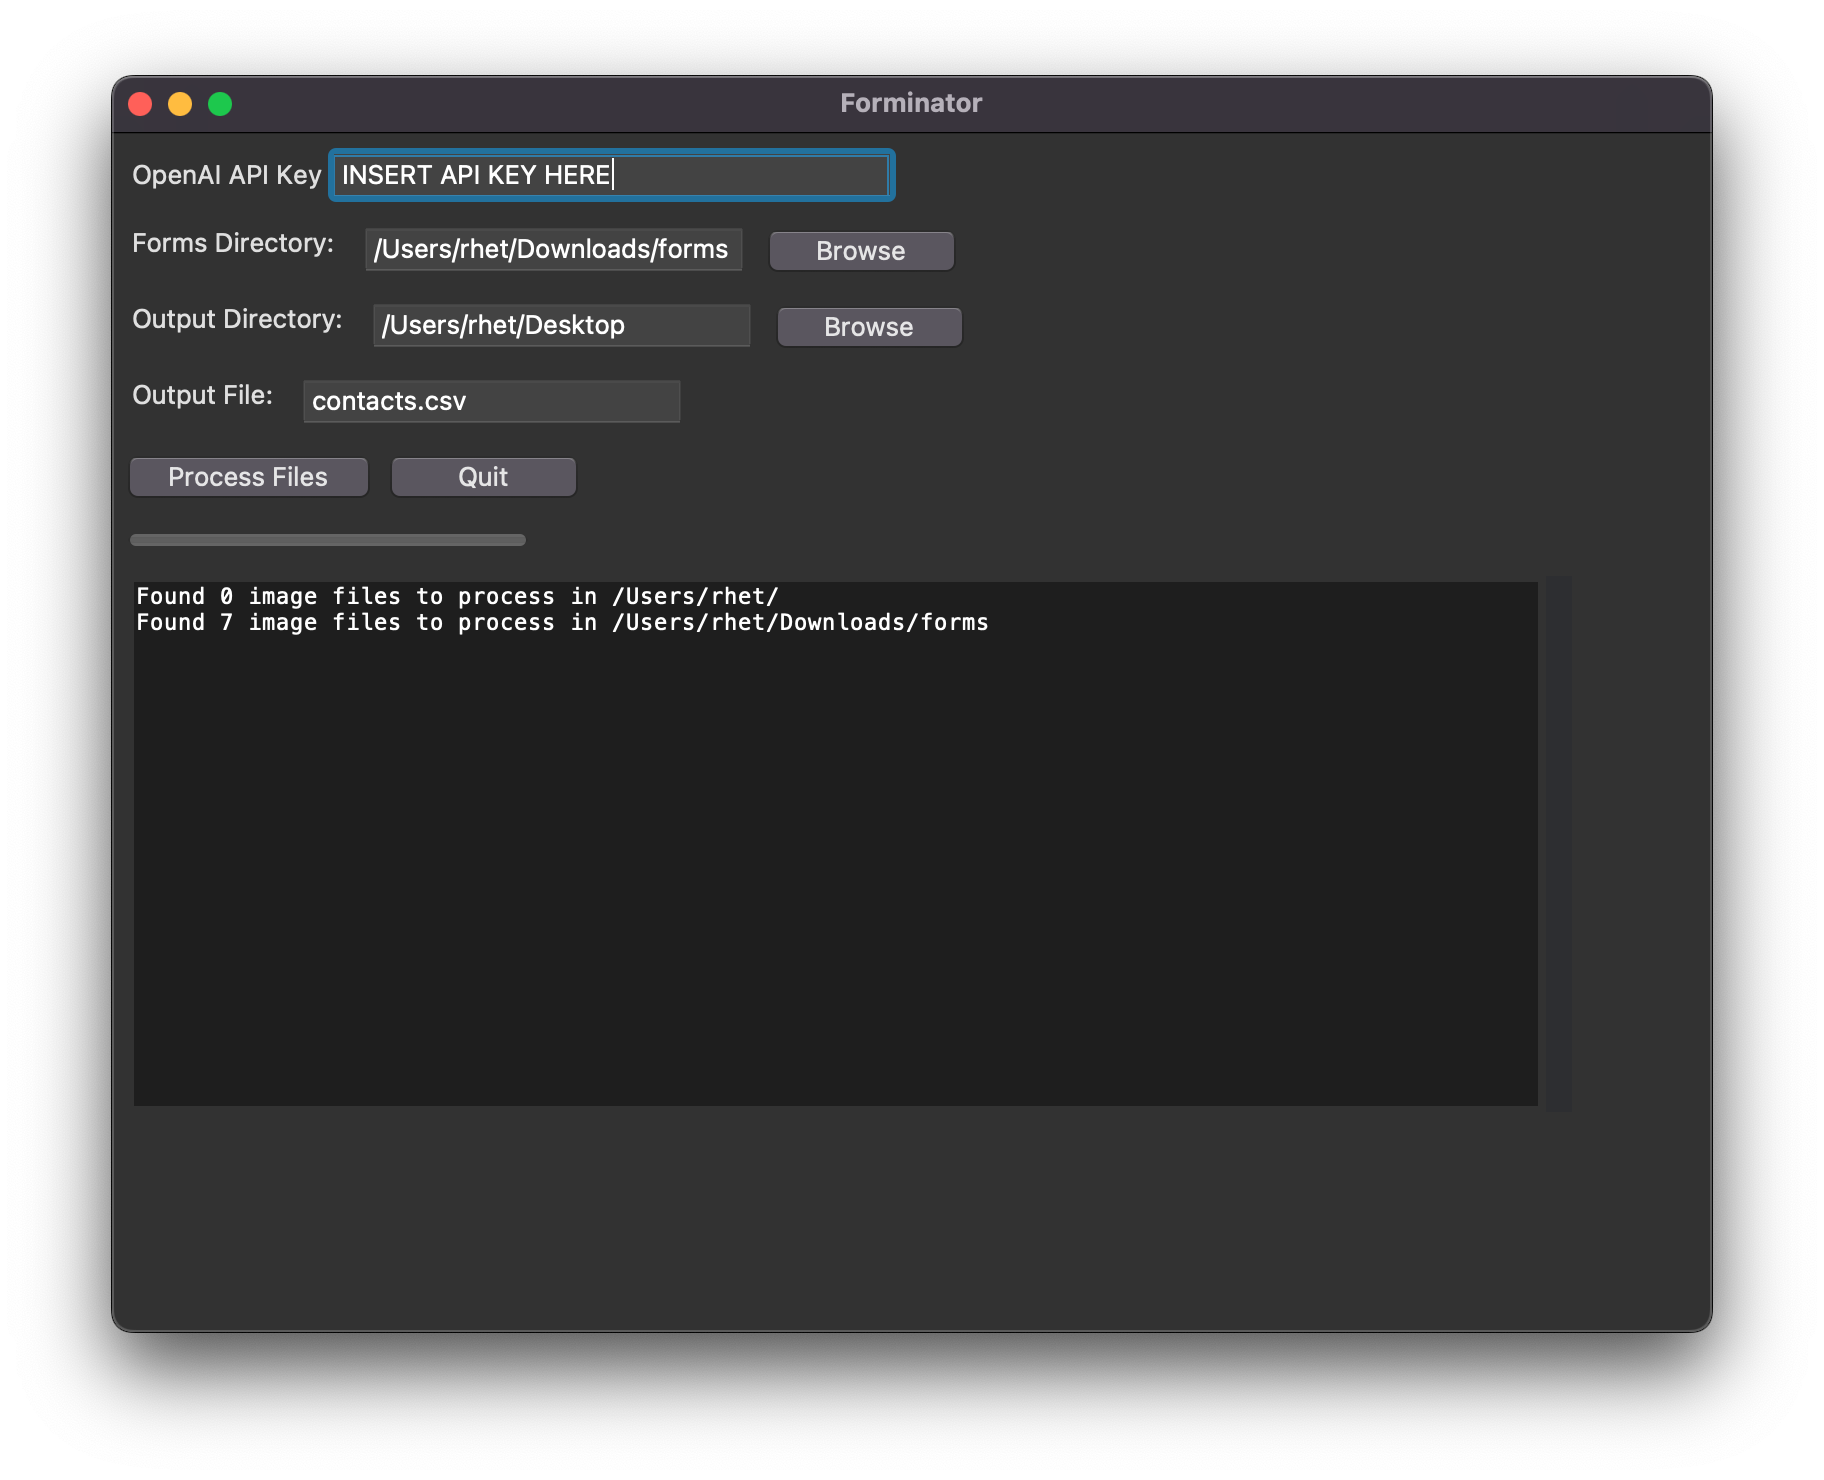 Forminator
OpenAI API Key INSERT API KEY HERE
Forms Directory: /Users/rhet/Downloads/forms Browse
Output Directory: /Users/rhet/Desktop Browse
Output File: contacts.csv
Process Files Quit
Found 0 image files to process in /Users/rhet/
Found 7 image files to process in /Users/rhet/Downloads/forms